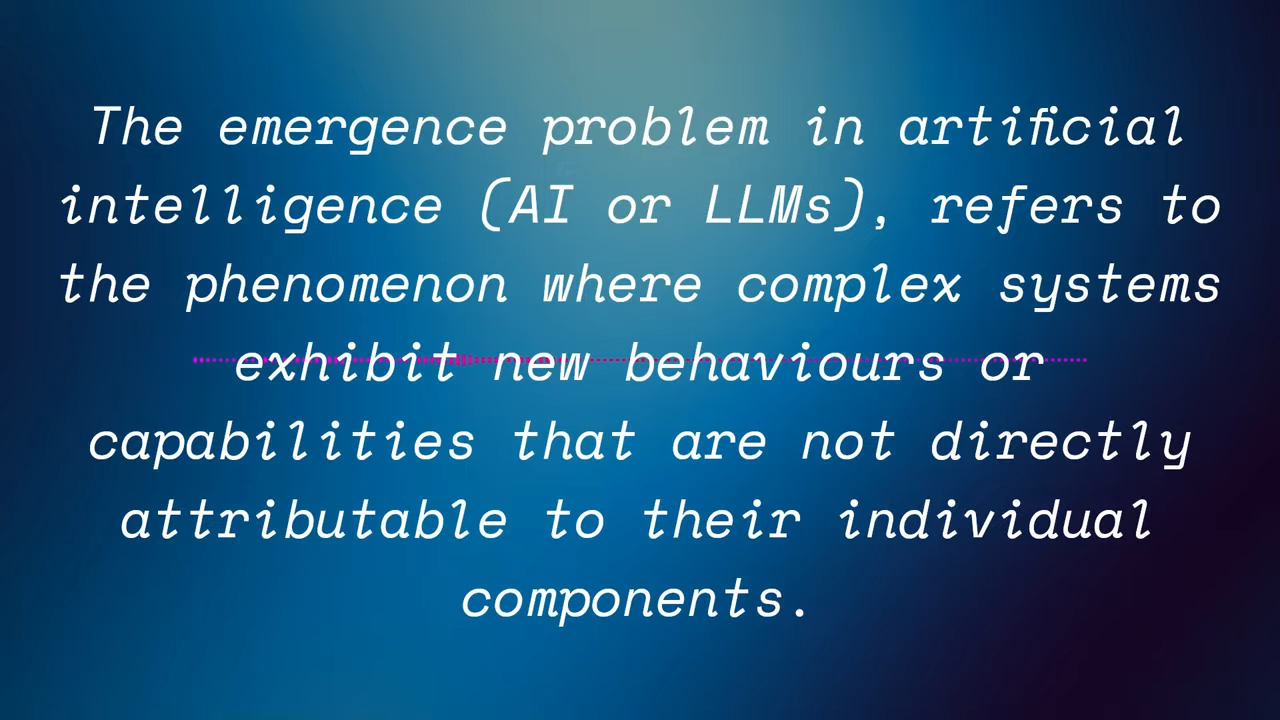 The emergence problem in artificial
intelligence (AI or LLMs), refers to
the phenomenon where complex systems
exhibit new behaviours or
capabilities that are not directly
attributable to their individual
components.